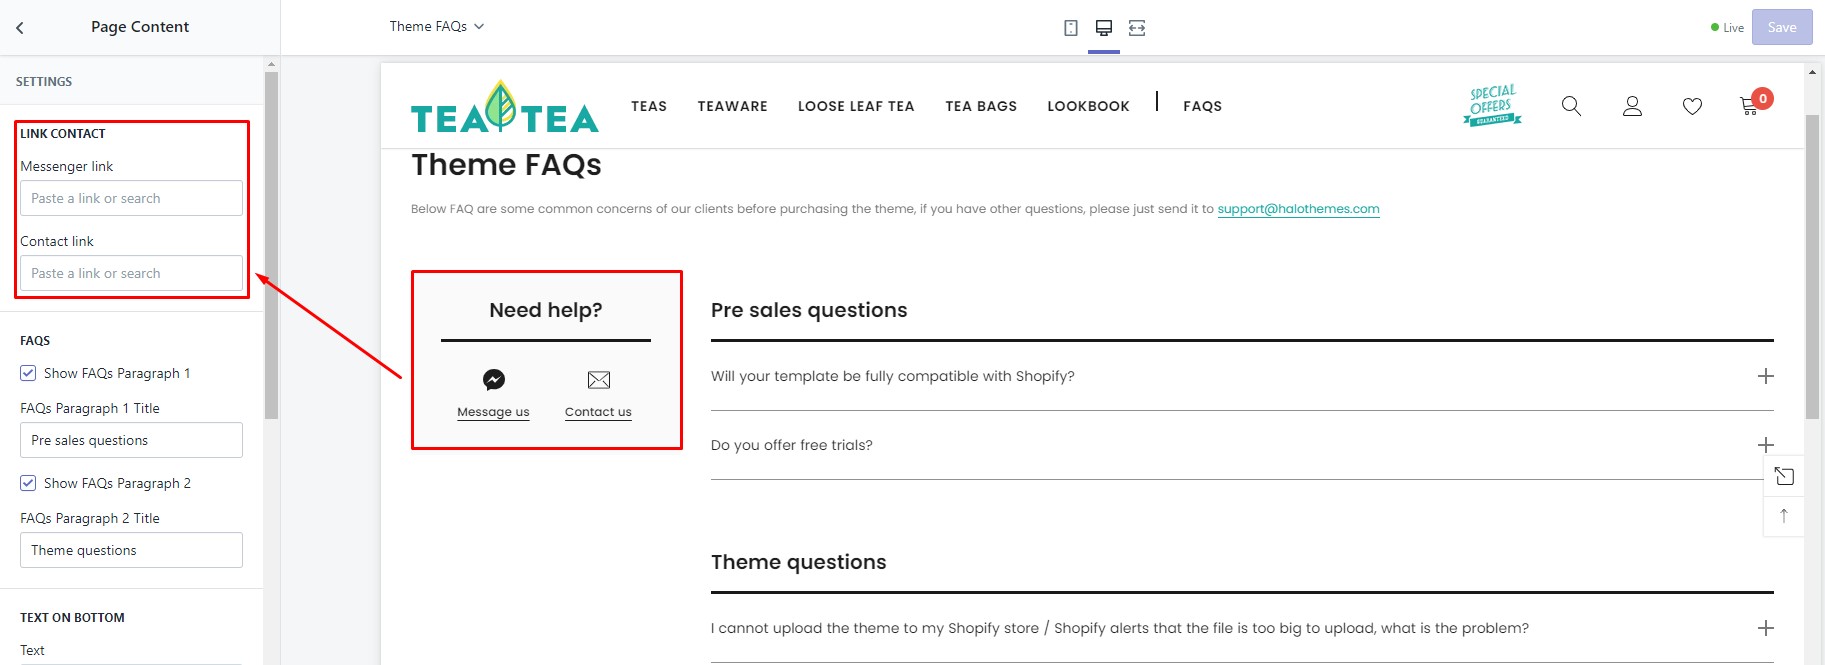 Page Content
Theme FAQs
Live
Save
SETTINGS
LINK CONTACT
Messenger link
Paste a link or search
Contact link
Paste a link or search
FAQS
Show FAQs Paragraph 1
FAQs Paragraph 1 Title
Pre sales questions
Show FAQs Paragraph 2
FAQs Paragraph 2 Title
Theme questions
TEXT ON BOTTOM
Text
TEA TEA
TEAS
TEAWARE
LOOSE LEAF TEA
TEA BAGS
LOOKBOOK
FAQS
SPECIAL
OFFERS
GUARANTEED
0
Theme FAQs
Below FAQ are some common concerns of our clients before purchasing the theme, if you have other questions, please just send it to support@halothemes.com
Need help?
Message us
Contact us
Pre sales questions
Will your template be fully compatible with Shopify?
Do you offer free trials?
Theme questions
I cannot upload the theme to my Shopify store / Shopify alerts that the file is too big to upload, what is the problem?